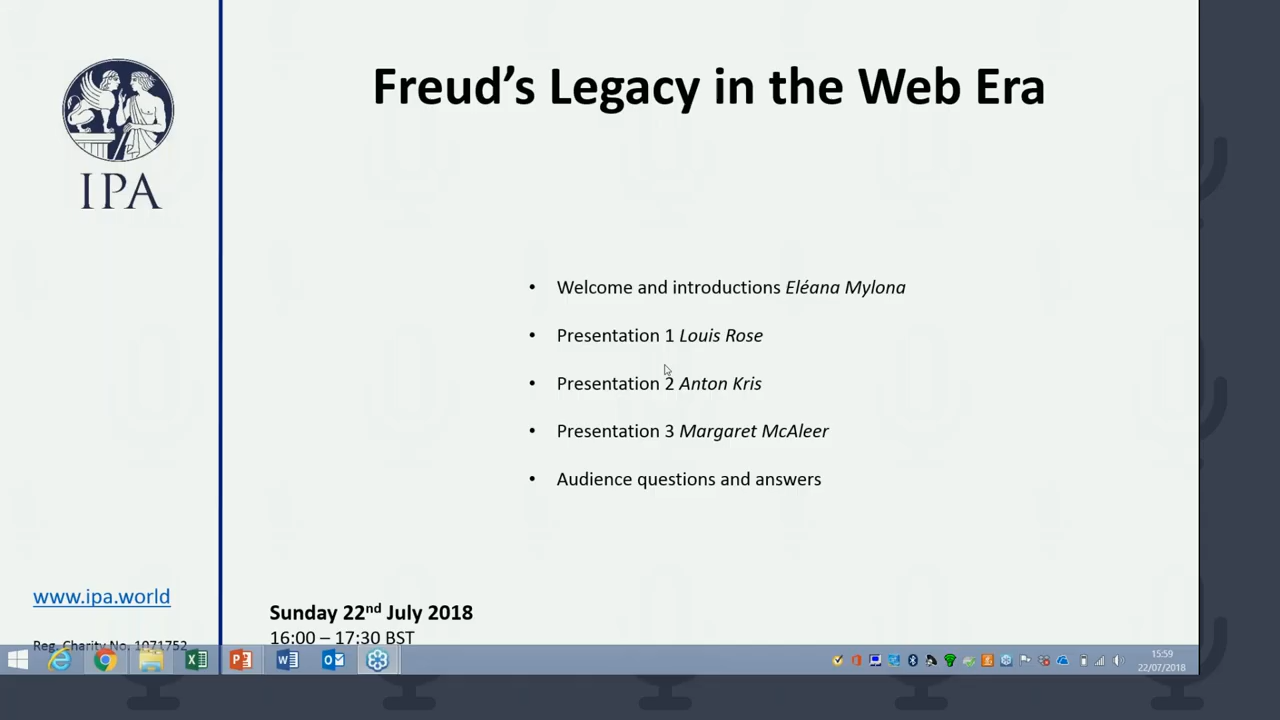 Freud's Legacy in the Web Era
IPA
• Welcome and introductions Eléana Mylona
• Presentation 1 Louis Rose
• Presentation 2 Anton Kris
• Presentation 3 Margaret McAleer
• Audience questions and answers
www.ipa.world
Reg. Charity No. 1071752
Sunday 22nd July 2018
16:00 – 17:30 BST
15:59
22/07/2018